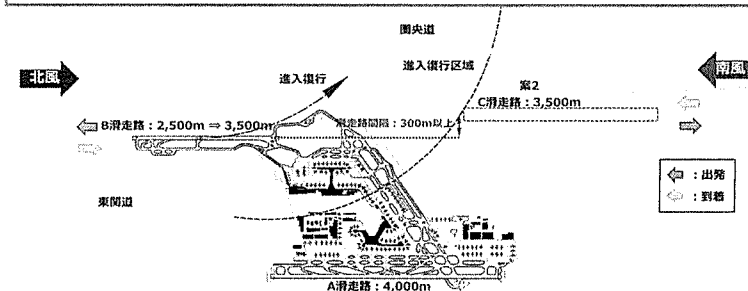 圏央道
北風
進入復行
進入復行区域
南風
案2
C滑走路：3,500m
B滑走路：2,500m ⇒ 3,500m
滑走路間隔：300m以上
：出発
：到着
東関道
A滑走路：4,000m